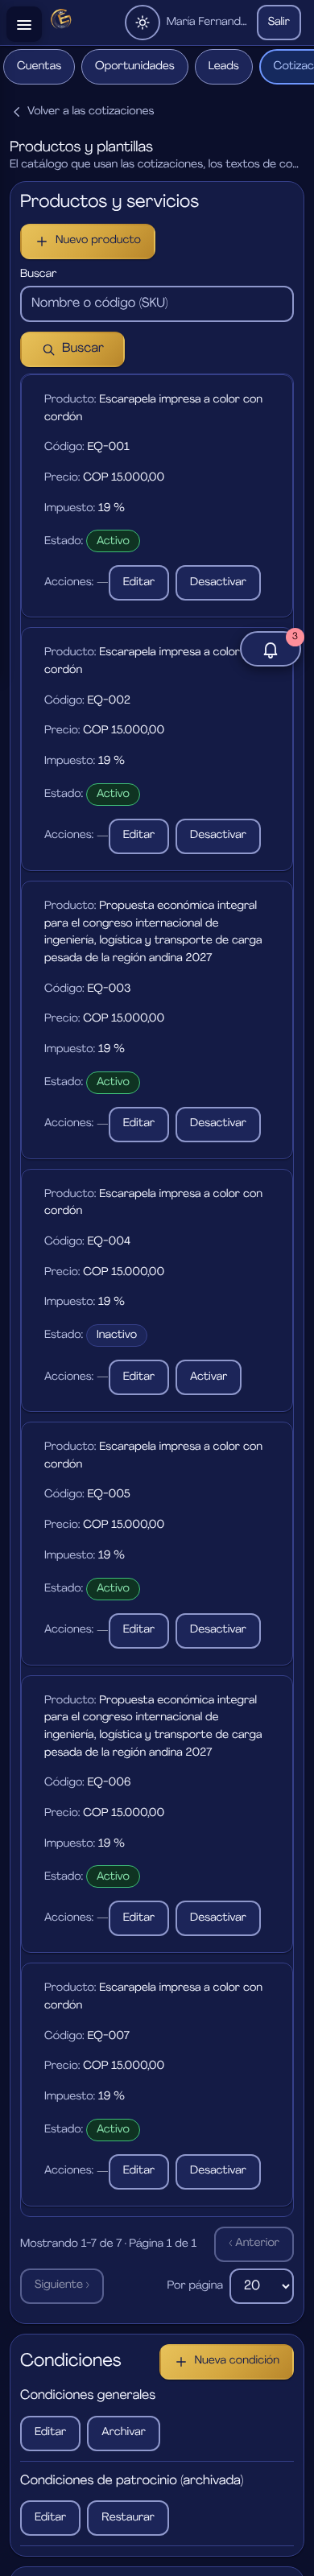 María Fernand...
Salir
Cuentas
Oportunidades
Leads
Cotizac
Volver a las cotizaciones
Productos y plantillas
El catálogo que usan las cotizaciones, los textos de co...
Productos y servicios
Nuevo producto
Buscar
Nombre o código (SKU)
Buscar
Producto: Escarapela impresa a color con
cordón
Código: EQ-001
Precio: COP 15.000,00
Impuesto: 19 %
Estado: Activo
Acciones: —
Editar
Desactivar
3
Producto: Escarapela impresa a color
cordón
Código: EQ-002
Precio: COP 15.000,00
Impuesto: 19 %
Estado: Activo
Acciones: —
Editar
Desactivar
Producto: Propuesta económica integral
para el congreso internacional de
ingeniería, logística y transporte de carga
pesada de la región andina 2027
Código: EQ-003
Precio: COP 15.000,00
Impuesto: 19 %
Estado: Activo
Acciones: —
Editar
Desactivar
Producto: Escarapela impresa a color con
cordón
Código: EQ-004
Precio: COP 15.000,00
Impuesto: 19 %
Estado: Inactivo
Acciones: —
Editar
Activar
Producto: Escarapela impresa a color con
cordón
Código: EQ-005
Precio: COP 15.000,00
Impuesto: 19 %
Estado: Activo
Acciones: —
Editar
Desactivar
Producto: Propuesta económica integral
para el congreso internacional de
ingeniería, logística y transporte de carga
pesada de la región andina 2027
Código: EQ-006
Precio: COP 15.000,00
Impuesto: 19 %
Estado: Activo
Acciones: —
Editar
Desactivar
Producto: Escarapela impresa a color con
cordón
Código: EQ-007
Precio: COP 15.000,00
Impuesto: 19 %
Estado: Activo
Acciones: —
Editar
Desactivar
Mostrando 1-7 de 7 · Página 1 de 1
‹ Anterior
Siguiente ›
Por página
20
Condiciones
Nueva condición
Condiciones generales
Editar
Archivar
Condiciones de patrocinio (archivada)
Editar
Restaurar